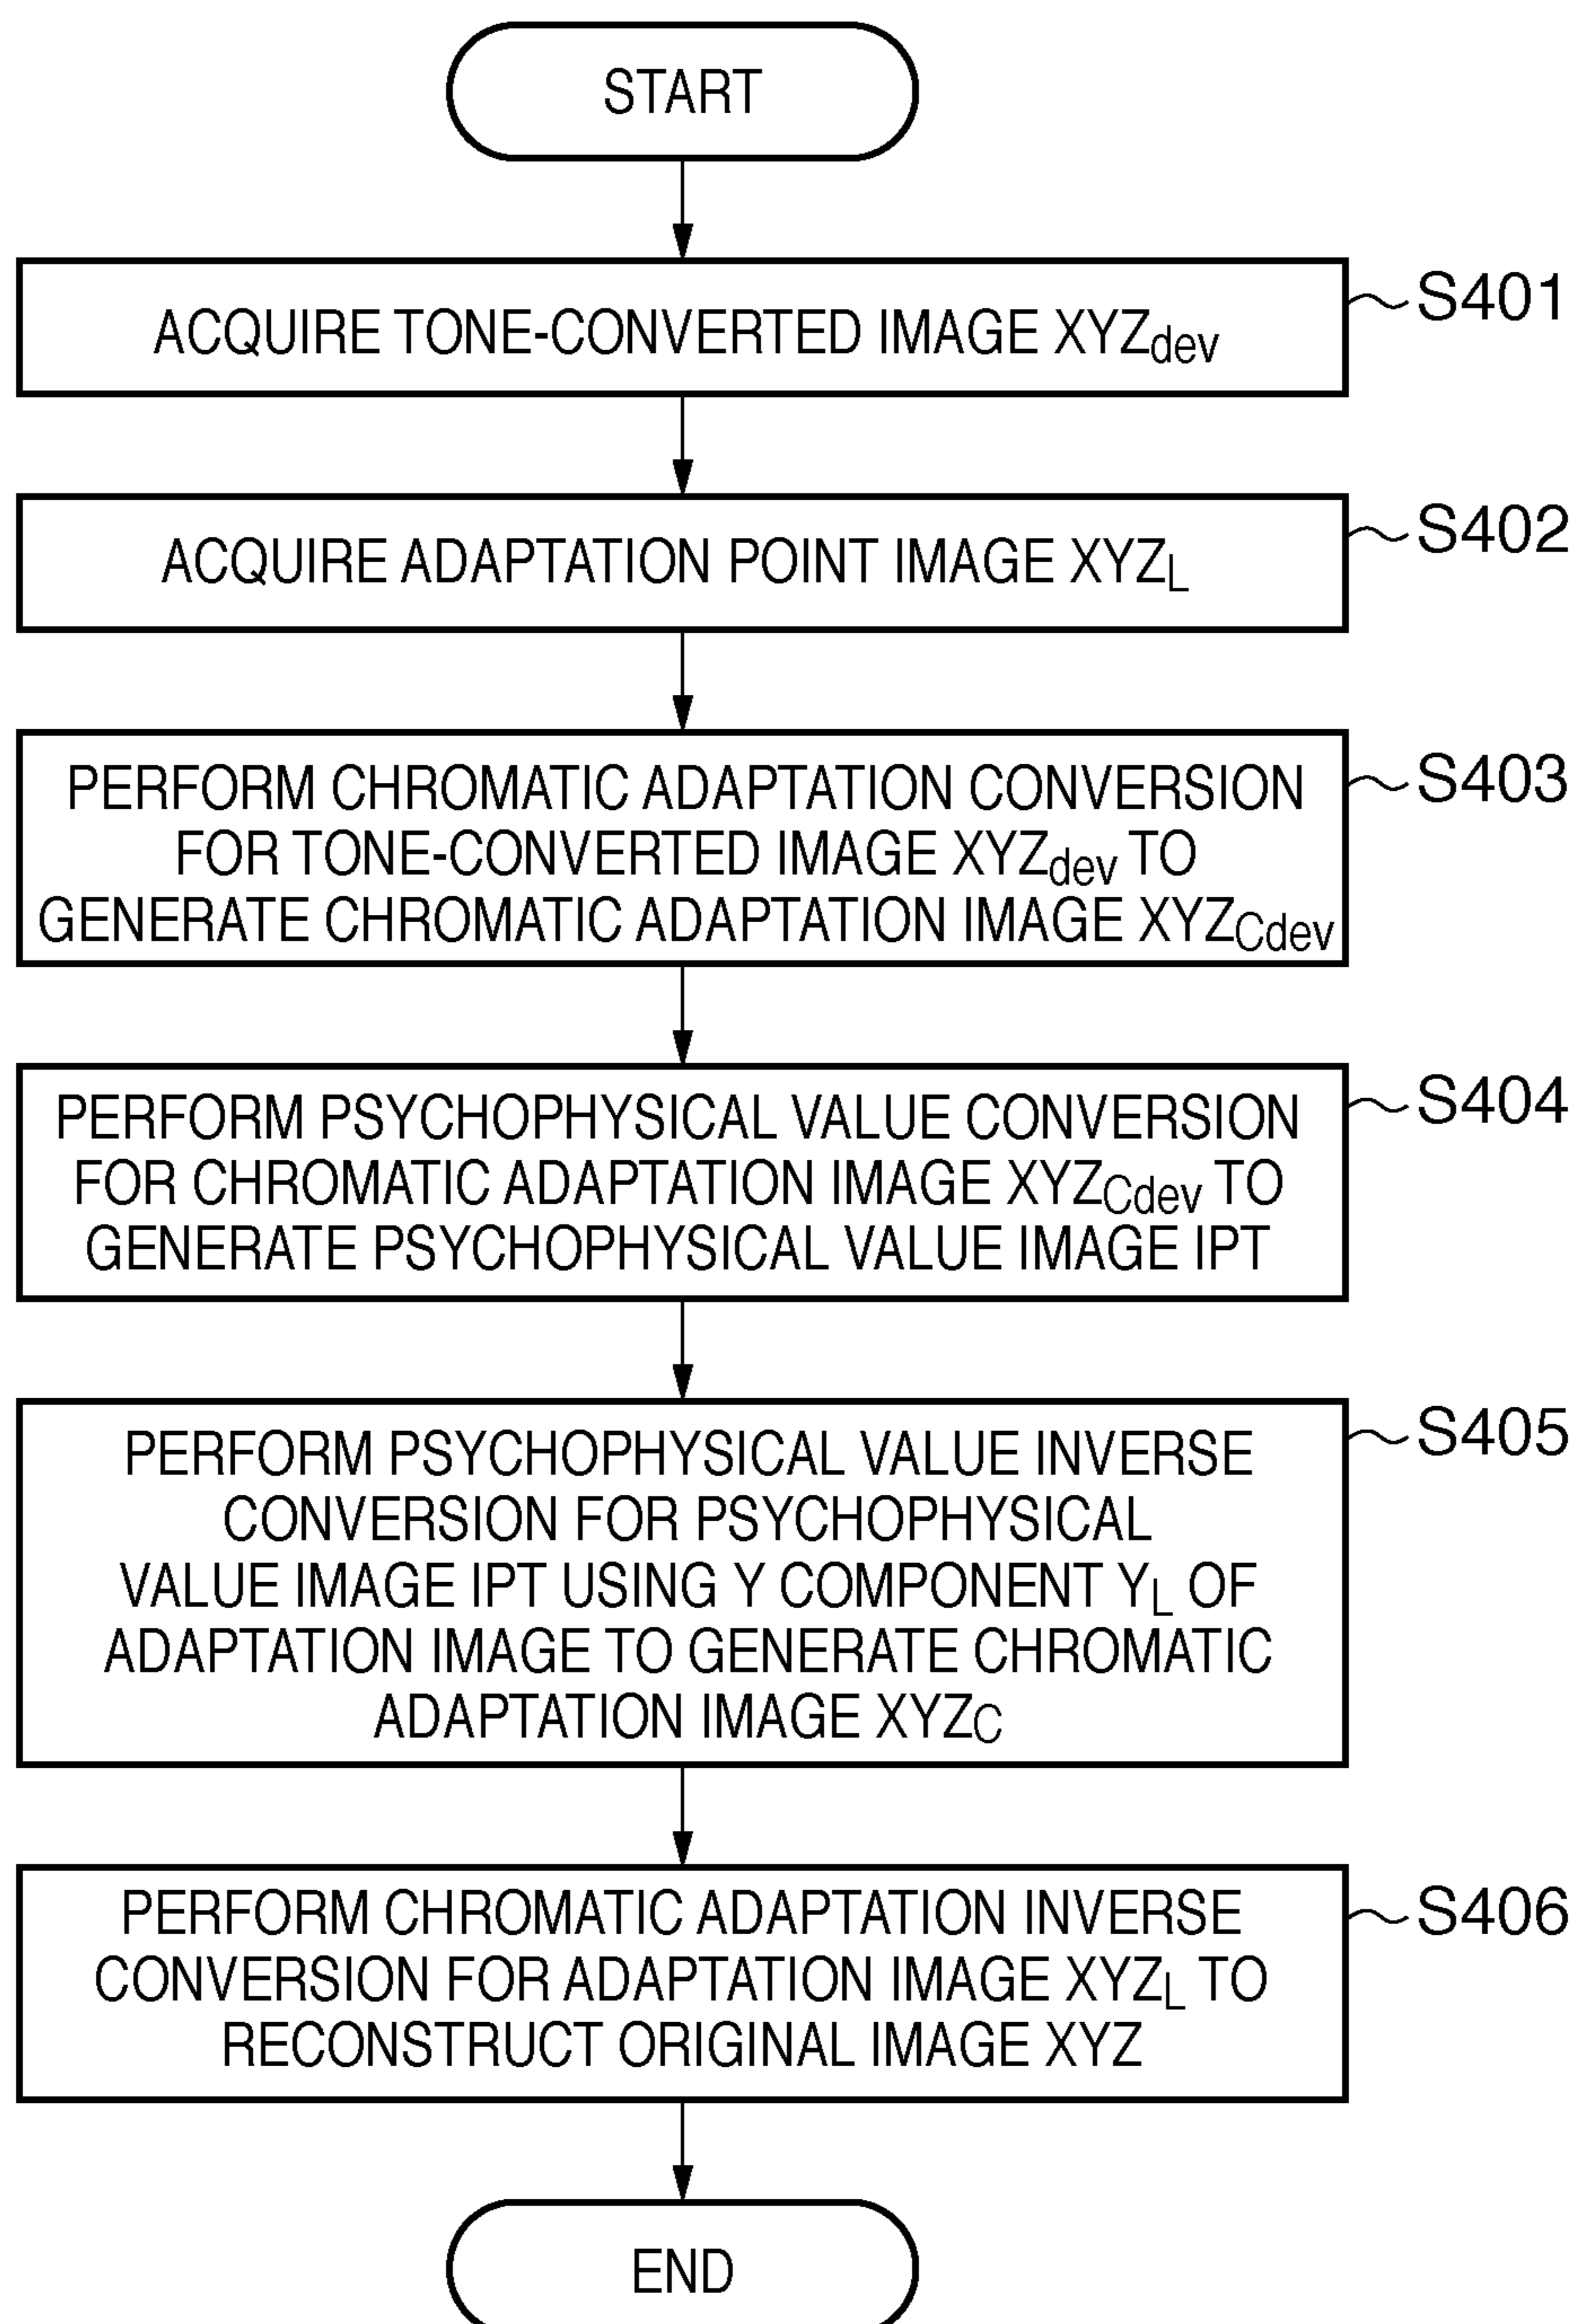 START
ACQUIRE TONE-CONVERTED IMAGE XYZdev
S401
ACQUIRE ADAPTATION POINT IMAGE XYZL
S402
PERFORM CHROMATIC ADAPTATION CONVERSION
FOR TONE-CONVERTED IMAGE XYZdev TO
GENERATE CHROMATIC ADAPTATION IMAGE XYZCdev
S403
PERFORM PSYCHOPHYSICAL VALUE CONVERSION
FOR CHROMATIC ADAPTATION IMAGE XYZCdev TO
GENERATE PSYCHOPHYSICAL VALUE IMAGE IPT
S404
PERFORM PSYCHOPHYSICAL VALUE INVERSE
CONVERSION FOR PSYCHOPHYSICAL
VALUE IMAGE IPT USING Y COMPONENT YL OF
ADAPTATION IMAGE TO GENERATE CHROMATIC
ADAPTATION IMAGE XYZC
S405
PERFORM CHROMATIC ADAPTATION INVERSE
CONVERSION FOR ADAPTATION IMAGE XYZL TO
RECONSTRUCT ORIGINAL IMAGE XYZ
S406
END